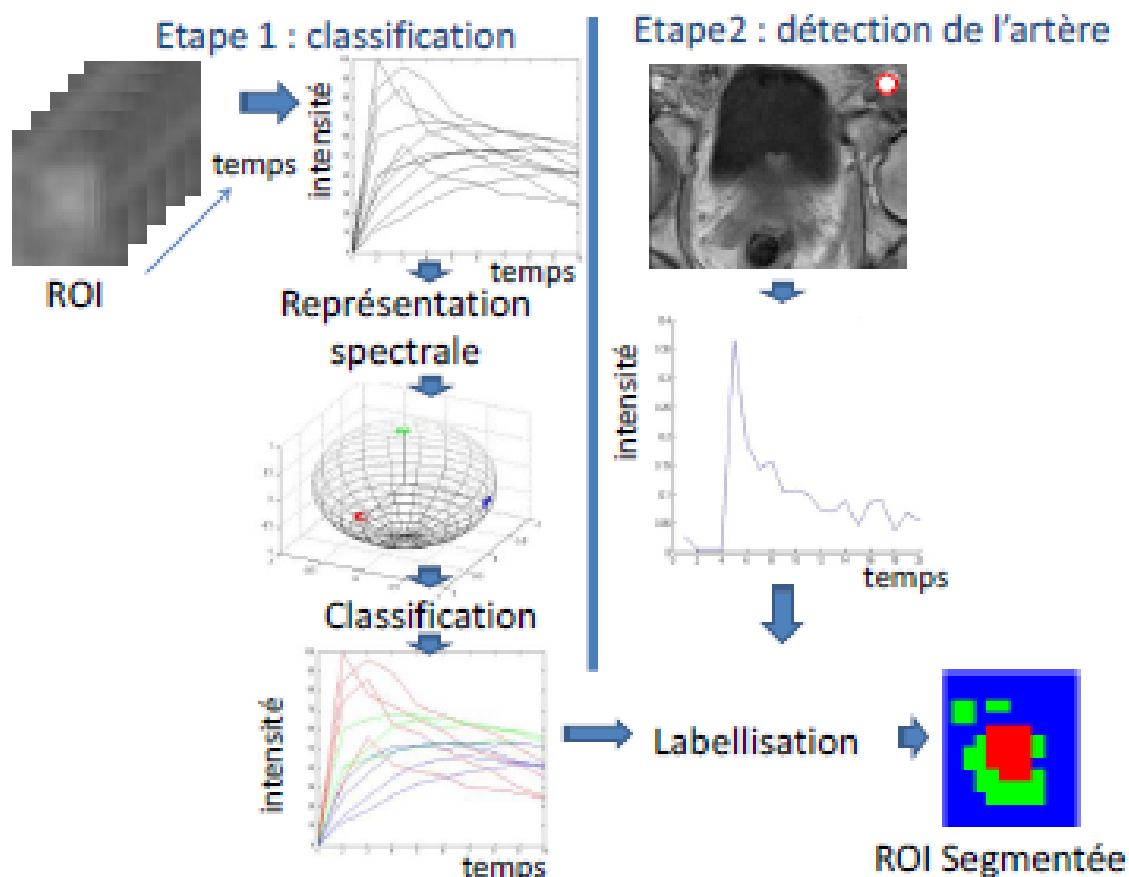 Etape 1 : classification
intensité
temps
temps
ROI
Représentation
spectrale
Classification
intensité
temps
Etape2 : détection de l'artère
intensité
temps
Labellisation
ROI Segmentée